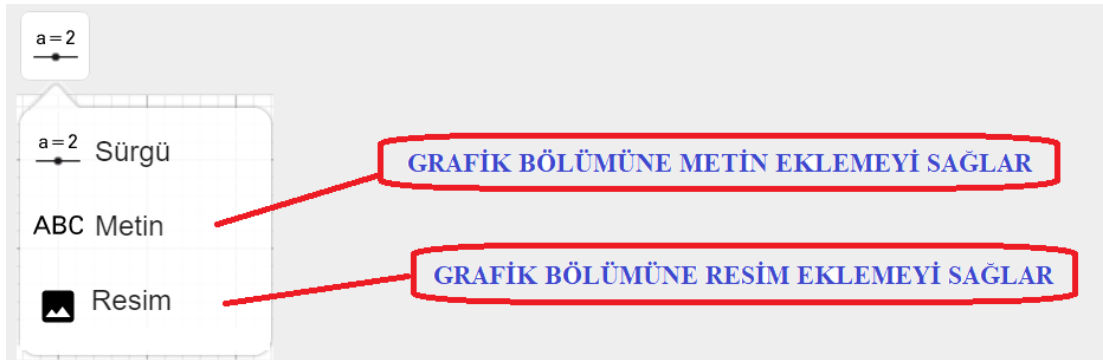 a=2
a=2 Sürgü
GRAFİK BÖLÜMÜNE METİN EKLEMEYİ SAĞLAR
ABC Metin
GRAFİK BÖLÜMÜNE RESİM EKLEMEYİ SAĞLAR
Resim